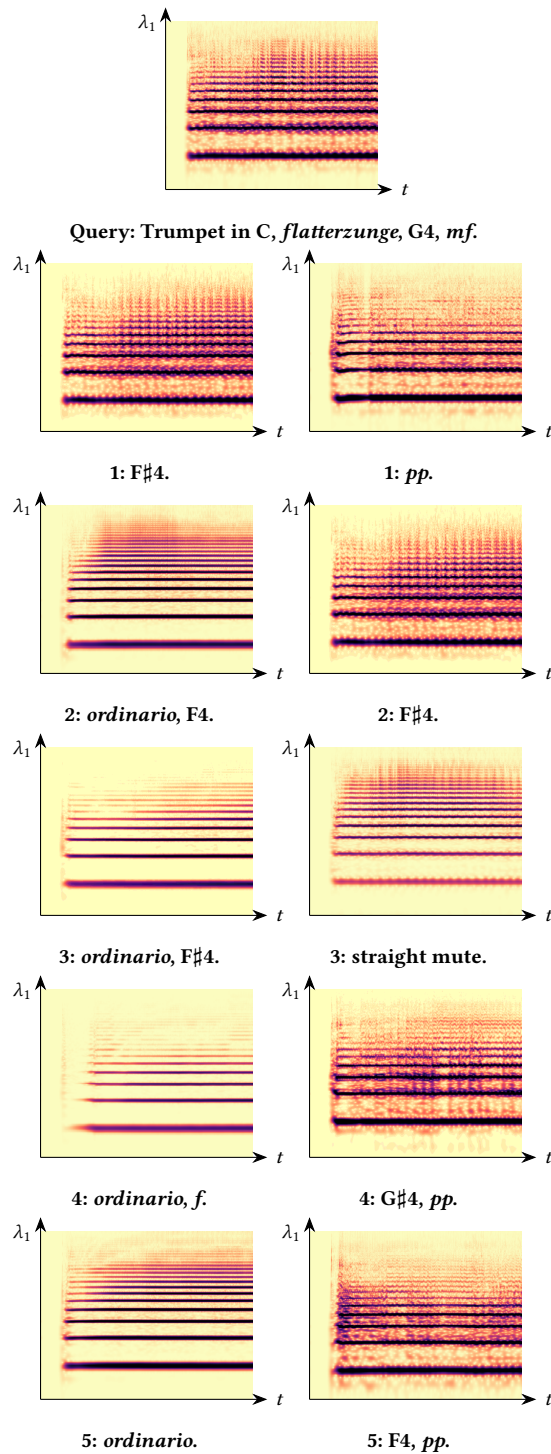 λ1
t
Query: Trumpet in C, flatterzunge, G4, mf.
λ1
t
λ1
t
1: F♯4.
1: pp.
λ1
t
λ1
t
2: ordinario, F4.
2: F♯4.
λ1
t
λ1
t
3: ordinario, F♯4.
3: straight mute.
λ1
t
λ1
t
4: ordinario, f.
4: G♯4, pp.
λ1
t
λ1
t
5: ordinario.
5: F4, pp.